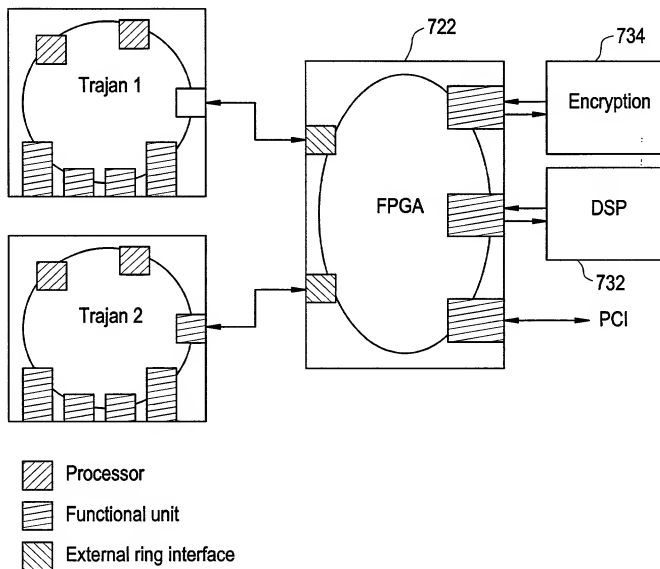 722
734
Trajan 1
Encryption
FPGA
DSP
732
Trajan 2
PCI
Processor
Functional unit
External ring interface